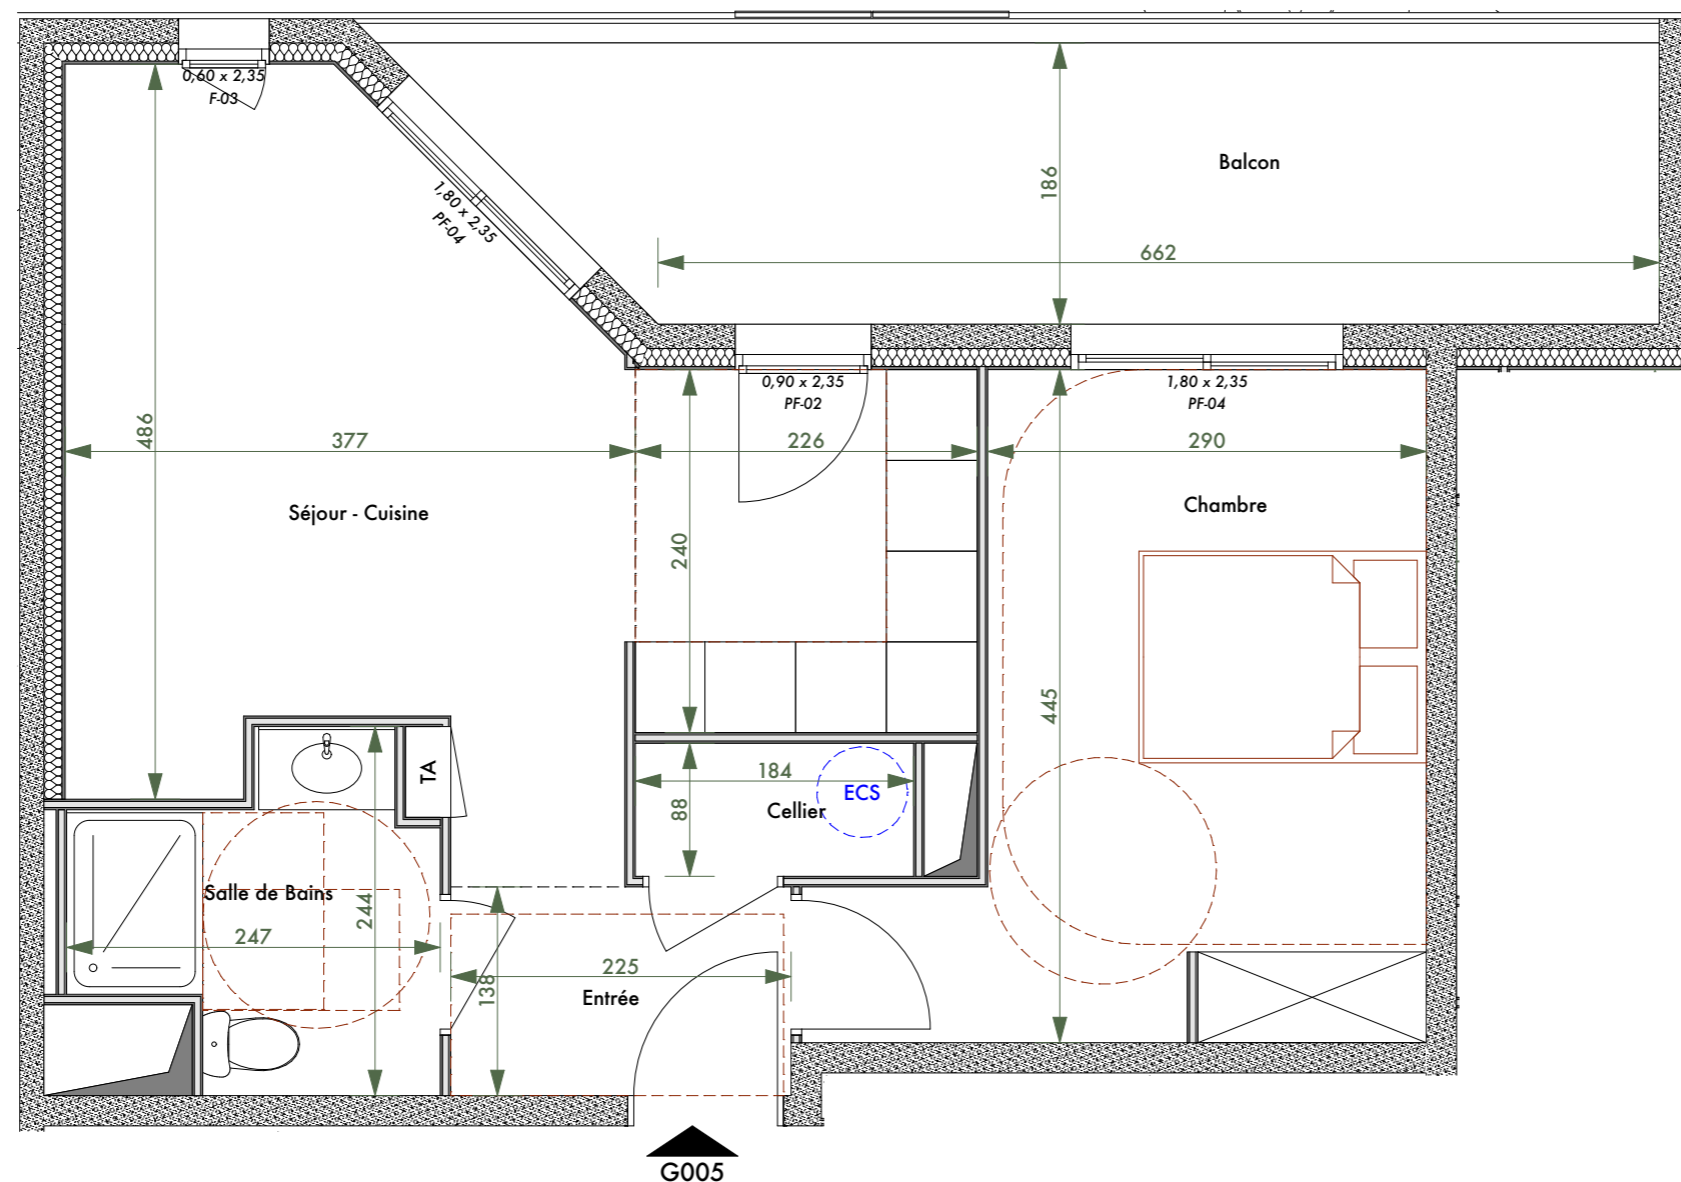 0,60 x 2,35
F-03
Balcon
186
1,80 x 2,35
PF-04
662
0,90 x 2,35
PF-02
1,80 x 2,35
PF-04
486
377
226
290
Séjour - Cuisine
Chambre
240
445
TA
184
ECS
88
Cellier
Salle de Bains
244
247
225
138
Entrée
G005